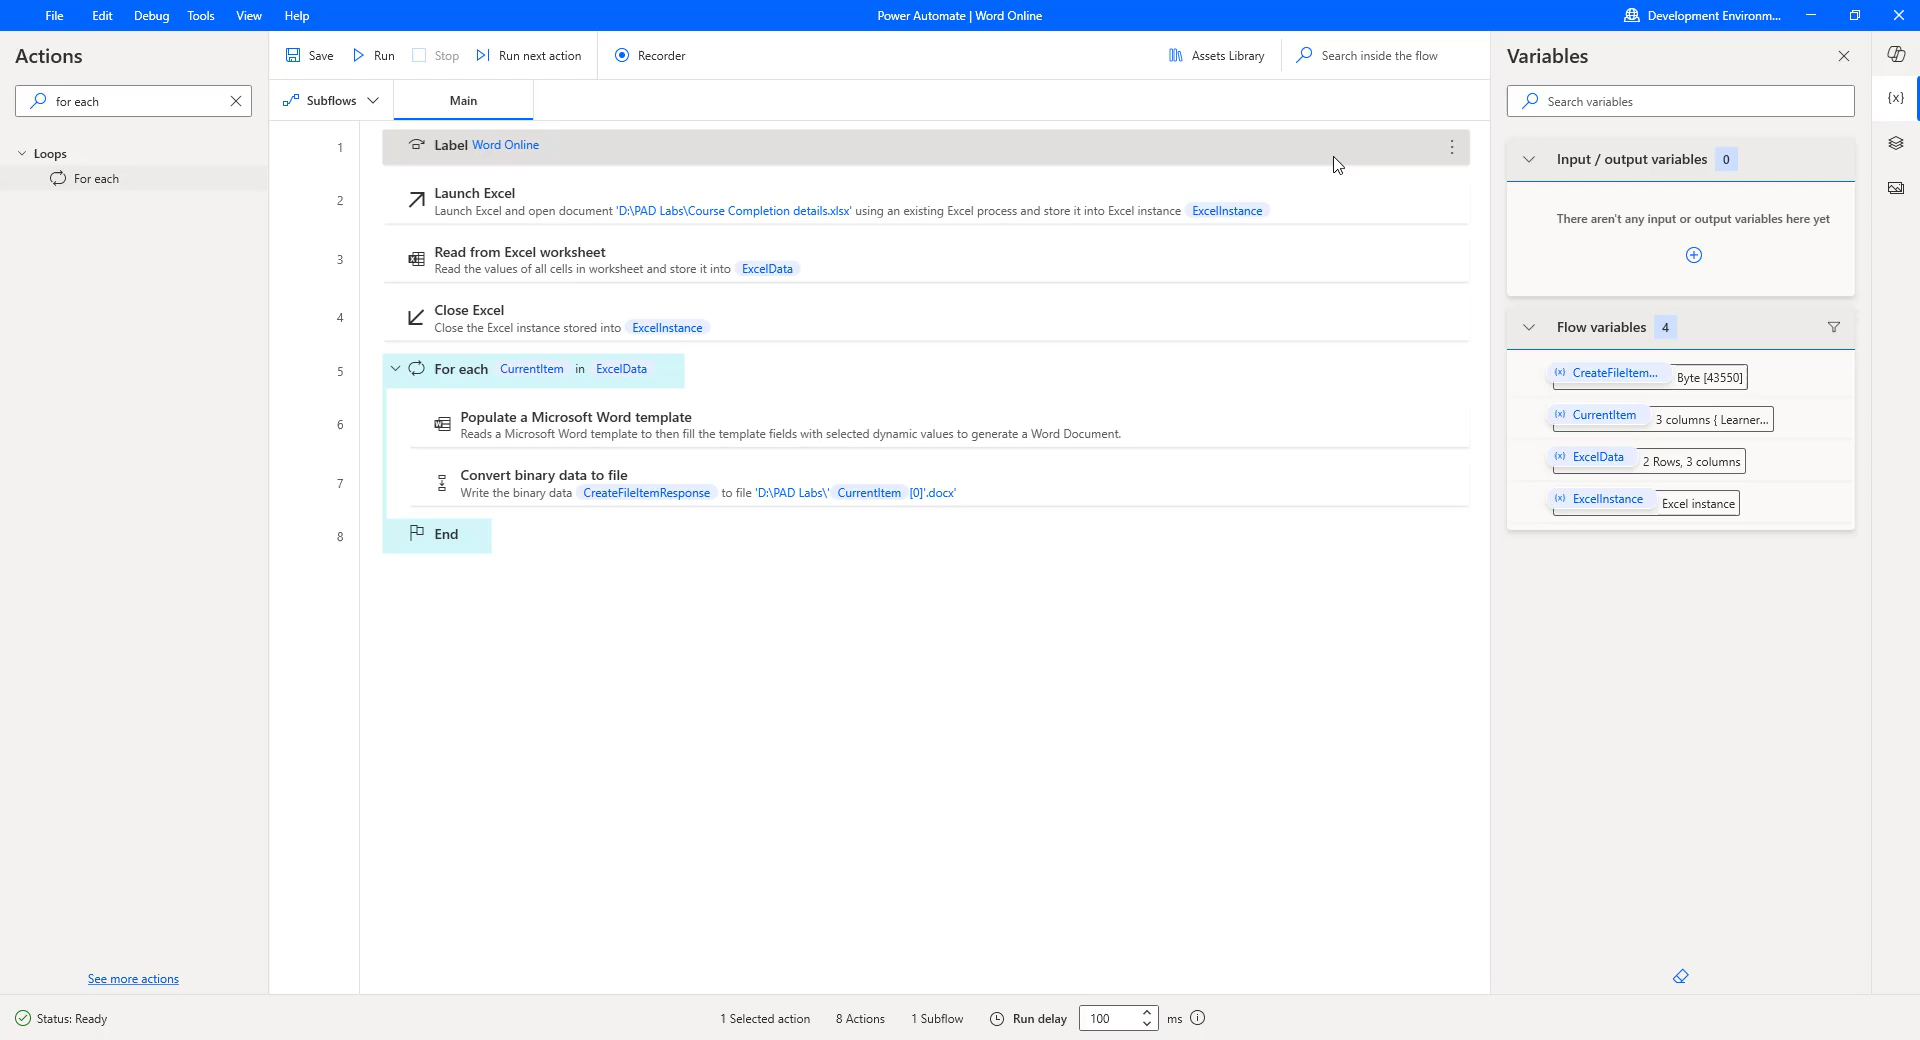 File Edit Debug Tools View Help
Power Automate | Word Online
Development Environm...
Actions
for each
Loops
For each
See more actions
Save Run Stop Run next action Recorder
Assets Library
Search inside the flow
Subflows
Main
1
Label Word Online
2
Launch Excel
Launch Excel and open document 'D:\PAD Labs\Course Completion details.xlsx' using an existing Excel process and store it into Excel instance ExcelInstance
3
Read from Excel worksheet
Read the values of all cells in worksheet and store it into ExcelData
4
Close Excel
Close the Excel instance stored into ExcelInstance
5
For each CurrentItem in ExcelData
6
Populate a Microsoft Word template
Reads a Microsoft Word template to then fill the template fields with selected dynamic values to generate a Word Document.
7
Convert binary data to file
Write the binary data CreateFileItemResponse to file 'D:\PAD Labs\' CurrentItem [0]'.docx'
8
End
Variables
Search variables
{x}
Input / output variables 0
There aren't any input or output variables here yet
Flow variables 4
(x) CreateFileItem... Byte [43550]
(x) CurrentItem 3 columns { Learner...
(x) ExcelData 2 Rows, 3 columns
(x) ExcelInstance Excel instance
Status: Ready
1 Selected action
8 Actions
1 Subflow
Run delay 100 ms